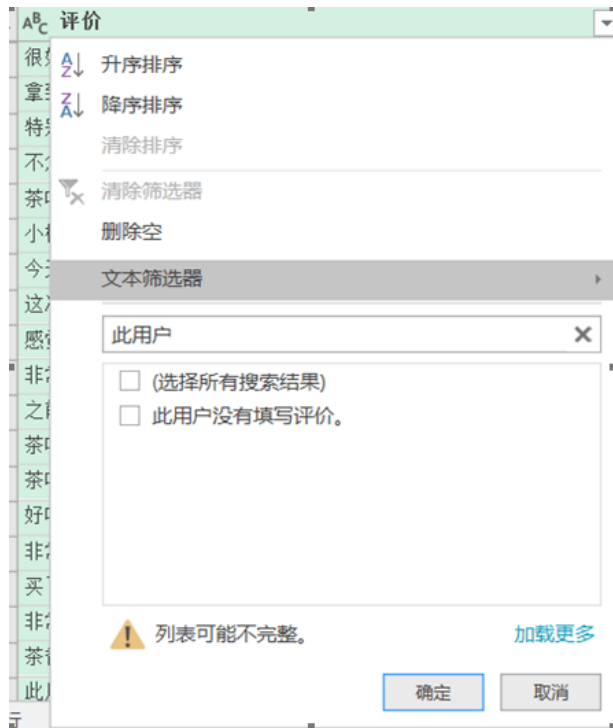 ABC 评价
升序排序
降序排序
清除排序
清除筛选器
删除空
文本筛选器
此用户
(选择所有搜索结果)
此用户没有填写评价。
列表可能不完整。 加载更多
确定 取消
很
拿
特
不
茶
小
今
这
感
非
之
茶
茶
好
非
买
非
茶
此
行